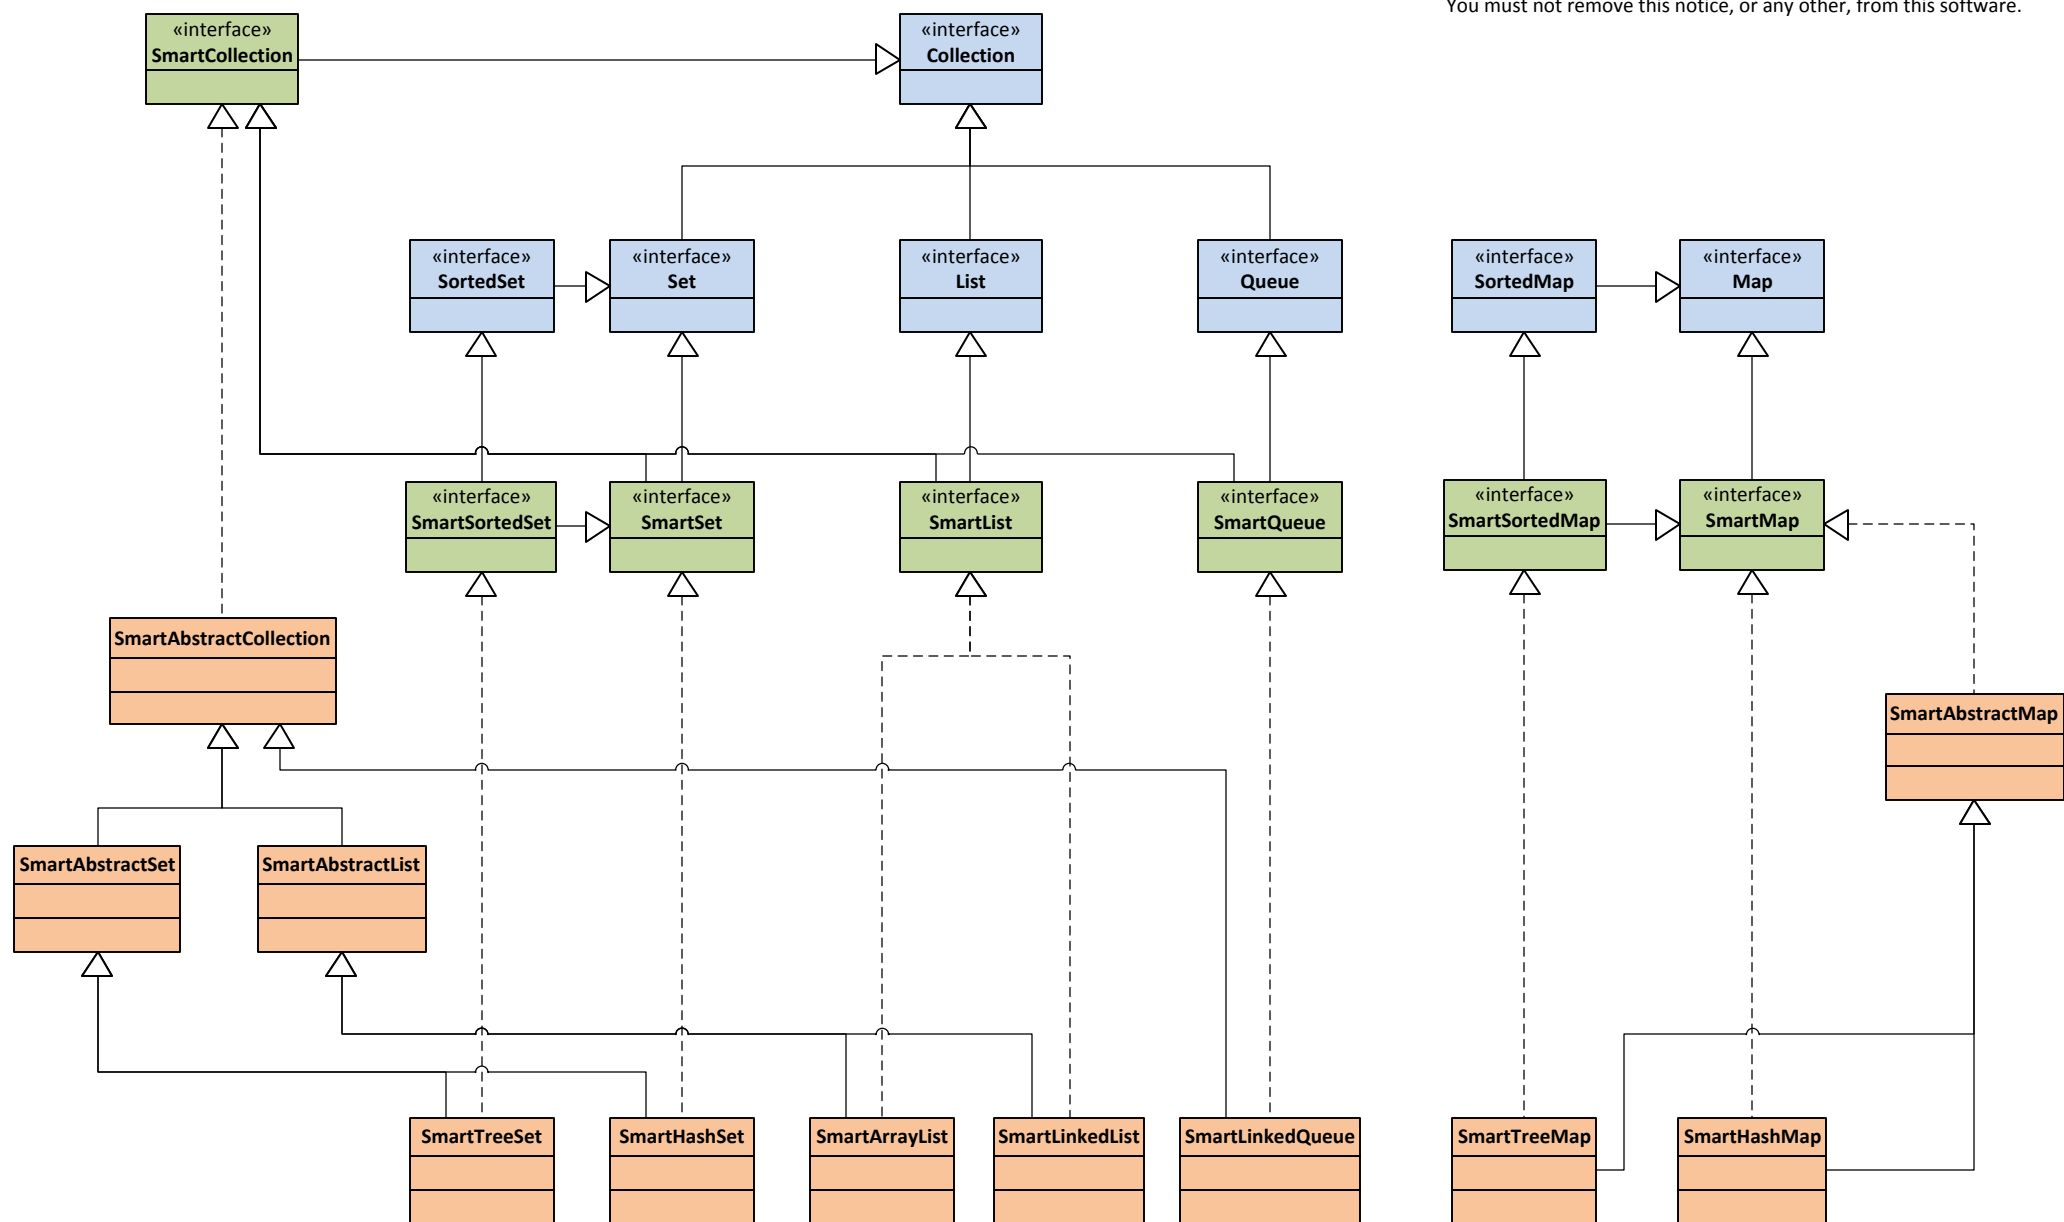 You must not remove this notice, or any other, from this software.
«interface»
SmartCollection
«interface»
Collection
«interface»
SortedSet
«interface»
Set
«interface»
List
«interface»
Queue
«interface»
SortedMap
«interface»
Map
«interface»
SmartSortedSet
«interface»
SmartSet
«interface»
SmartList
«interface»
SmartQueue
«interface»
SmartSortedMap
«interface»
SmartMap
SmartAbstractCollection
SmartAbstractMap
SmartAbstractSet
SmartAbstractList
SmartTreeSet
SmartHashSet
SmartArrayList
SmartLinkedList
SmartLinkedQueue
SmartTreeMap
SmartHashMap